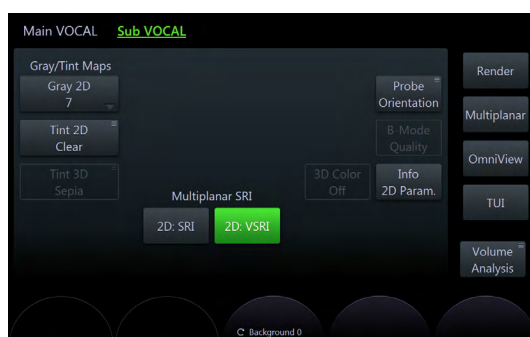 Main VOCAL Sub VOCAL
Gray/Tint Maps
Gray 2D
7
Tint 2D
Clear
Tint 3D
Sepia
Multiplanar SRI
2D: SRI 2D: VSRI
Probe
Orientation
B-Mode
Quality
3D Color
Off
Info
2D Param.
Render
Multiplanar
OmniView
TUI
Volume
Analysis
Background 0